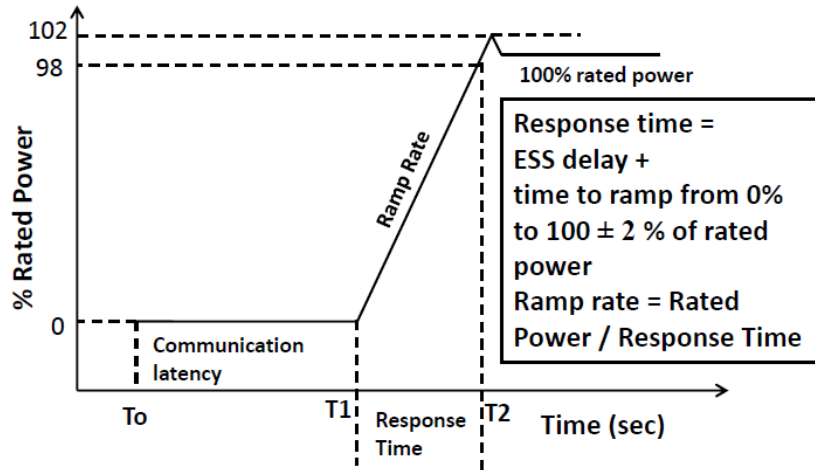 102
98
0
% Rated Power
Ramp Rate
100% rated power
Response time =
ESS delay +
time to ramp from 0%
to 100 ± 2 % of rated
power
Ramp rate = Rated
Power / Response Time
Communication
latency
To
T1
Response
Time
T2
Time (sec)